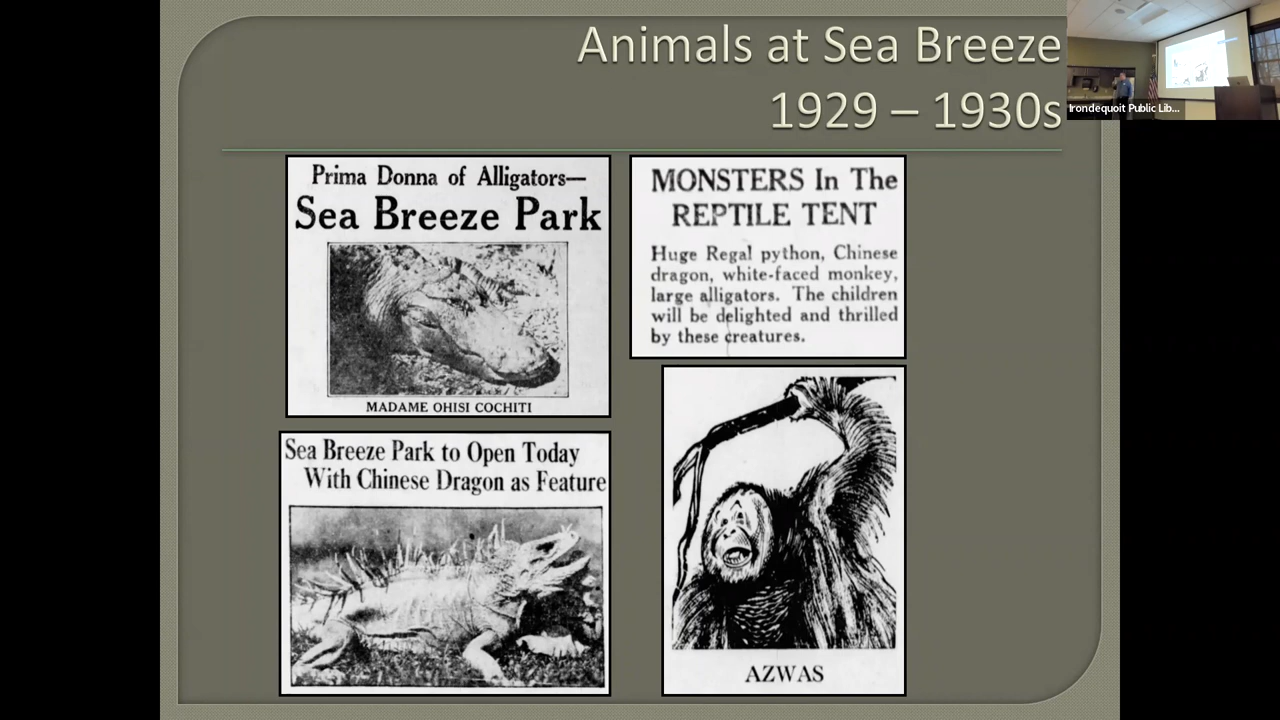 Animals at Sea Breeze
1929 – 1930s
Irondequoit Public Lib...
Prima Donna of Alligators—
Sea Breeze Park
MADAME OHISI COCHITI
MONSTERS In The
REPTILE TENT
Huge Regal python, Chinese
dragon, white-faced monkey,
large alligators. The children
will be delighted and thrilled
by these creatures.
Sea Breeze Park to Open Today
With Chinese Dragon as Feature
AZWAS